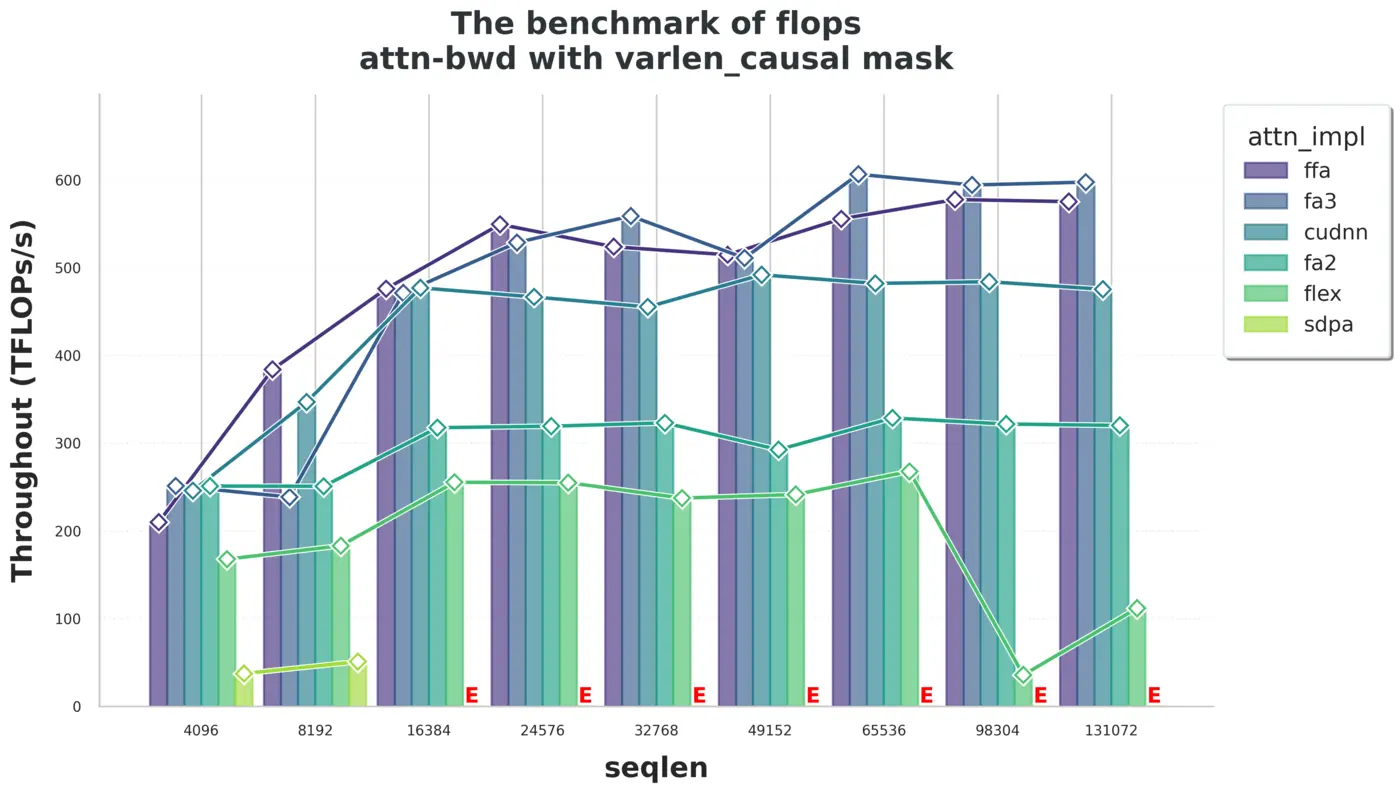 The benchmark of flops
attn-bwd with varlen_causal mask
Throughout (TFLOPs/s)
600
500
400
300
200
100
0
E E E E E E E
4096 8192 16384 24576 32768 49152 65536 98304 131072
seqlen
attn_impl
ffa
fa3
cudnn
fa2
flex
sdpa